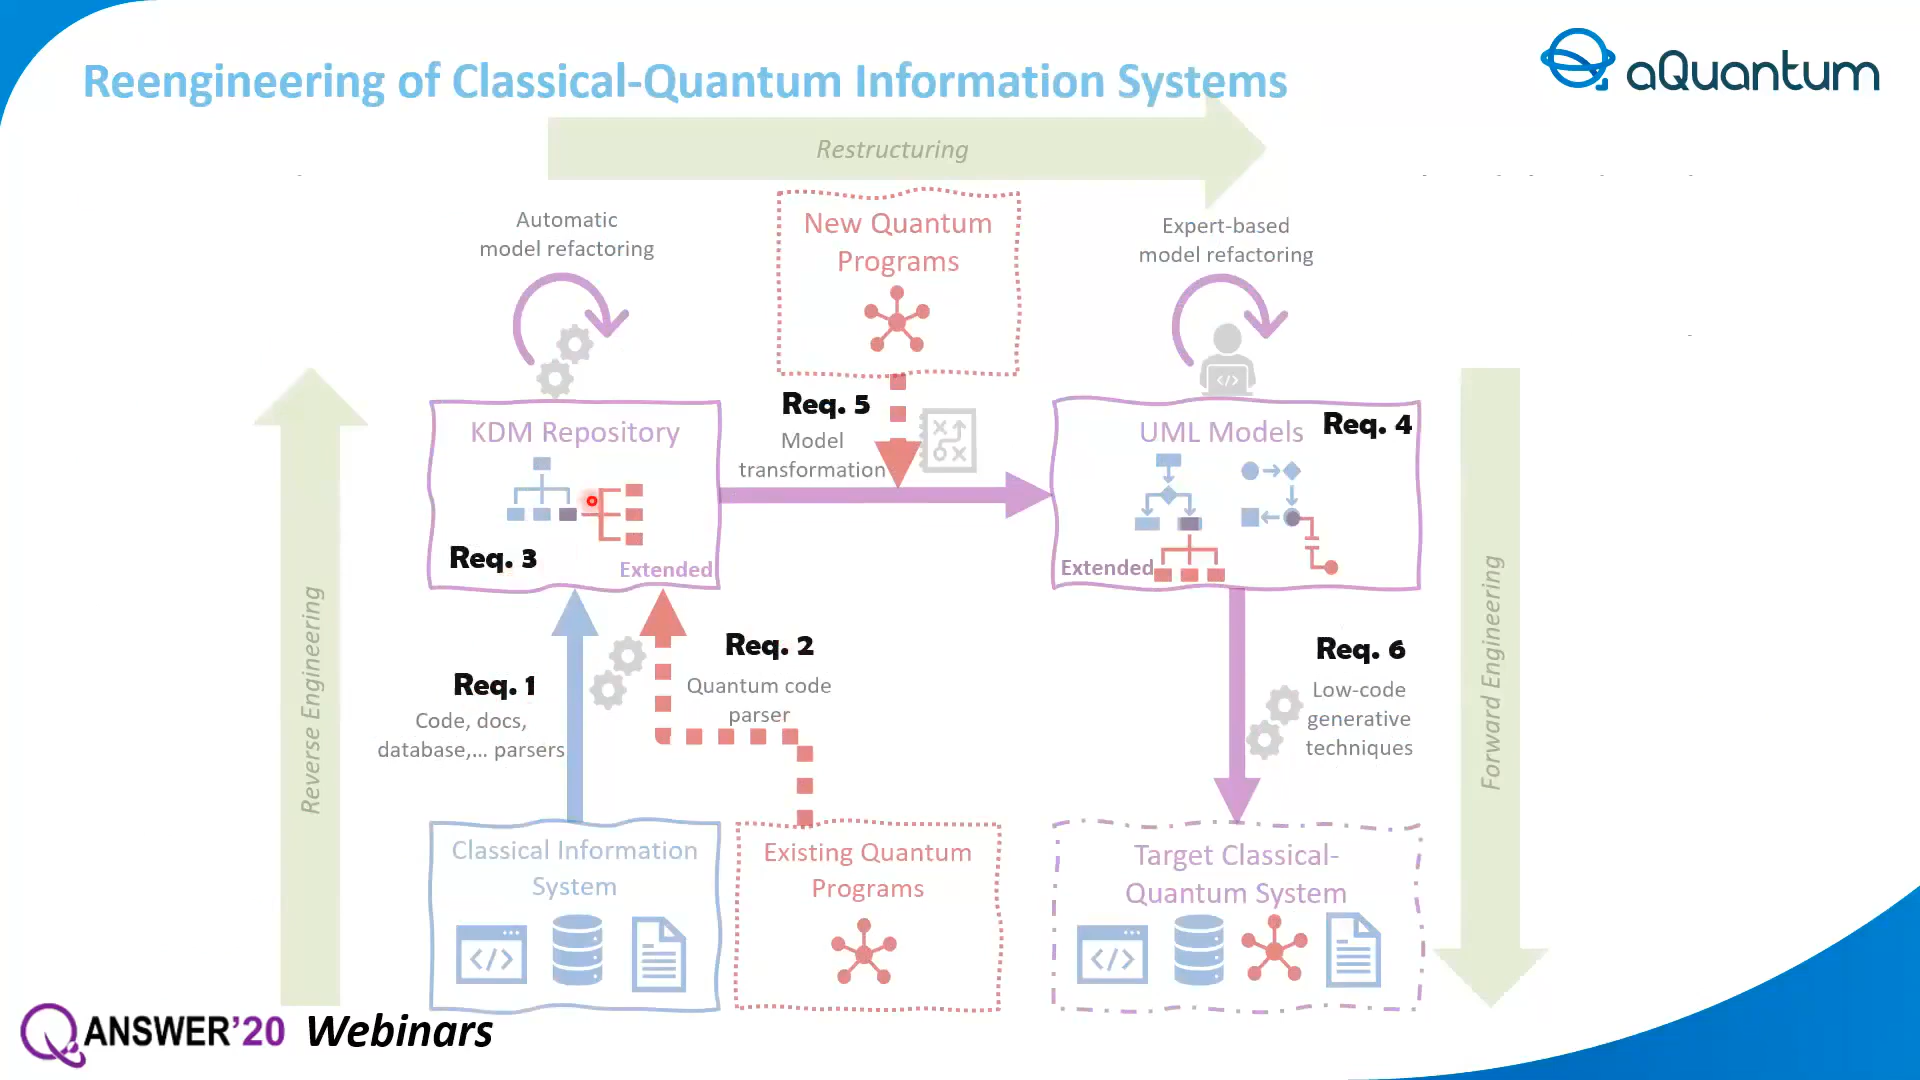 Reengineering of Classical-Quantum Information Systems
aQuantum
Restructuring
Automatic
model refactoring
New Quantum
Programs
Expert-based
model refactoring
Req. 5
Model
transformation
KDM Repository
Req. 3
Extended
UML Models
Req. 4
Extended
Reverse Engineering
Forward Engineering
Req. 1
Code, docs,
database,... parsers
Req. 2
Quantum code
parser
Req. 6
Low-code
generative
techniques
Classical Information
System
Existing Quantum
Programs
Target Classical-
Quantum System
QANSWER'20 Webinars